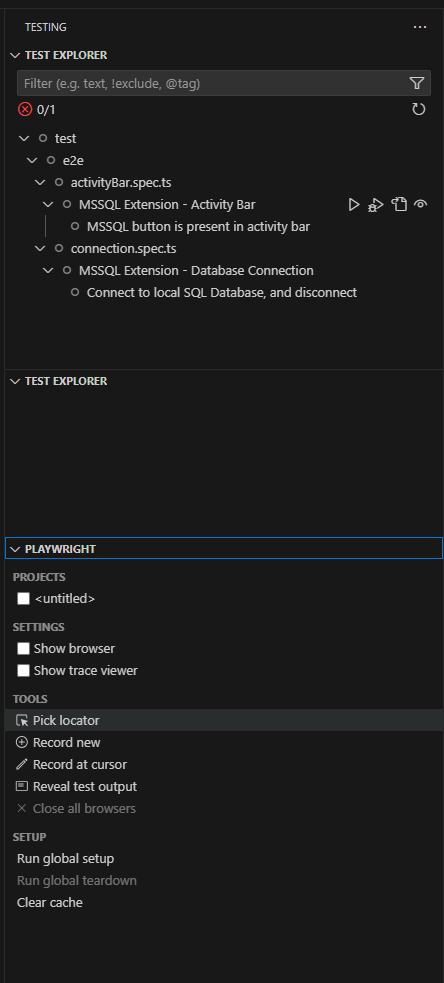 TESTING
TEST EXPLORER
Filter (e.g. text, !exclude, @tag)
0/1
test
e2e
activityBar.spec.ts
MSSQL Extension - Activity Bar
MSSQL button is present in activity bar
connection.spec.ts
MSSQL Extension - Database Connection
Connect to local SQL Database, and disconnect
TEST EXPLORER
PLAYWRIGHT
PROJECTS
<untitled>
SETTINGS
Show browser
Show trace viewer
TOOLS
Pick locator
Record new
Record at cursor
Reveal test output
Close all browsers
SETUP
Run global setup
Run global teardown
Clear cache